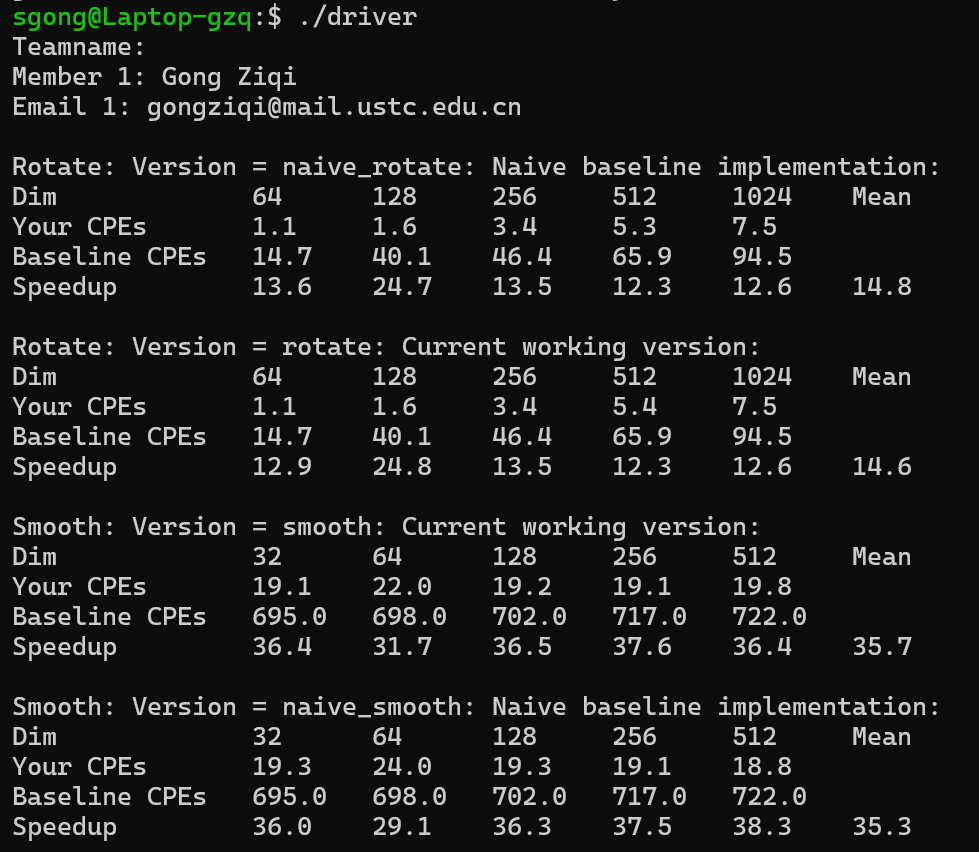 sgong@Laptop-gzq:$ ./driver
Teamname:
Member 1: Gong Ziqi
Email 1: gongziqi@mail.ustc.edu.cn

Rotate: Version = naive_rotate: Naive baseline implementation:
Dim             64      128     256     512     1024    Mean
Your CPEs       1.1     1.6     3.4     5.3     7.5
Baseline CPEs   14.7    40.1    46.4    65.9    94.5
Speedup         13.6    24.7    13.5    12.3    12.6    14.8

Rotate: Version = rotate: Current working version:
Dim             64      128     256     512     1024    Mean
Your CPEs       1.1     1.6     3.4     5.4     7.5
Baseline CPEs   14.7    40.1    46.4    65.9    94.5
Speedup         12.9    24.8    13.5    12.3    12.6    14.6

Smooth: Version = smooth: Current working version:
Dim             32      64      128     256     512     Mean
Your CPEs       19.1    22.0    19.2    19.1    19.8
Baseline CPEs   695.0   698.0   702.0   717.0   722.0
Speedup         36.4    31.7    36.5    37.6    36.4    35.7

Smooth: Version = naive_smooth: Naive baseline implementation:
Dim             32      64      128     256     512     Mean
Your CPEs       19.3    24.0    19.3    19.1    18.8
Baseline CPEs   695.0   698.0   702.0   717.0   722.0
Speedup         36.0    29.1    36.3    37.5    38.3    35.3